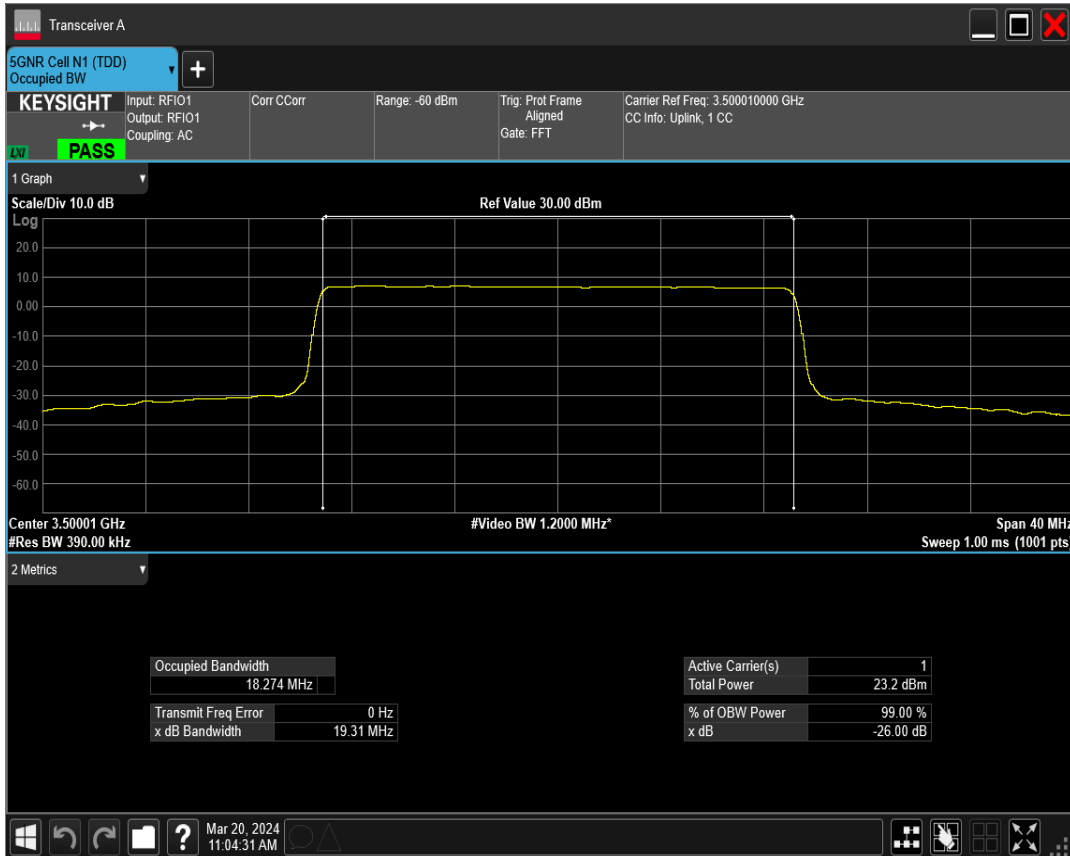 Transceiver A
5GNR Cell N1 (TDD)
Occupied BW
KEYSIGHT
LXI
PASS
Input: RFIO1
Output: RFIO1
Coupling: AC
Corr CCorr
Range: -60 dBm
Trig: Prot Frame
Aligned
Gate: FFT
Carrier Ref Freq: 3.500010000 GHz
CC Info: Uplink, 1 CC
1 Graph
Scale/Div 10.0 dB
Ref Value 30.00 dBm
Log
20.0
10.0
0.00
-10.0
-20.0
-30.0
-40.0
-50.0
-60.0
Center 3.50001 GHz
#Video BW 1.2000 MHz*
Span 40 MHz
#Res BW 390.00 kHz
Sweep 1.00 ms (1001 pts)
2 Metrics
Occupied Bandwidth
18.274 MHz
Transmit Freq Error 0 Hz
x dB Bandwidth 19.31 MHz
Active Carrier(s) 1
Total Power 23.2 dBm
% of OBW Power 99.00 %
x dB -26.00 dB
?
Mar 20, 2024
11:04:31 AM